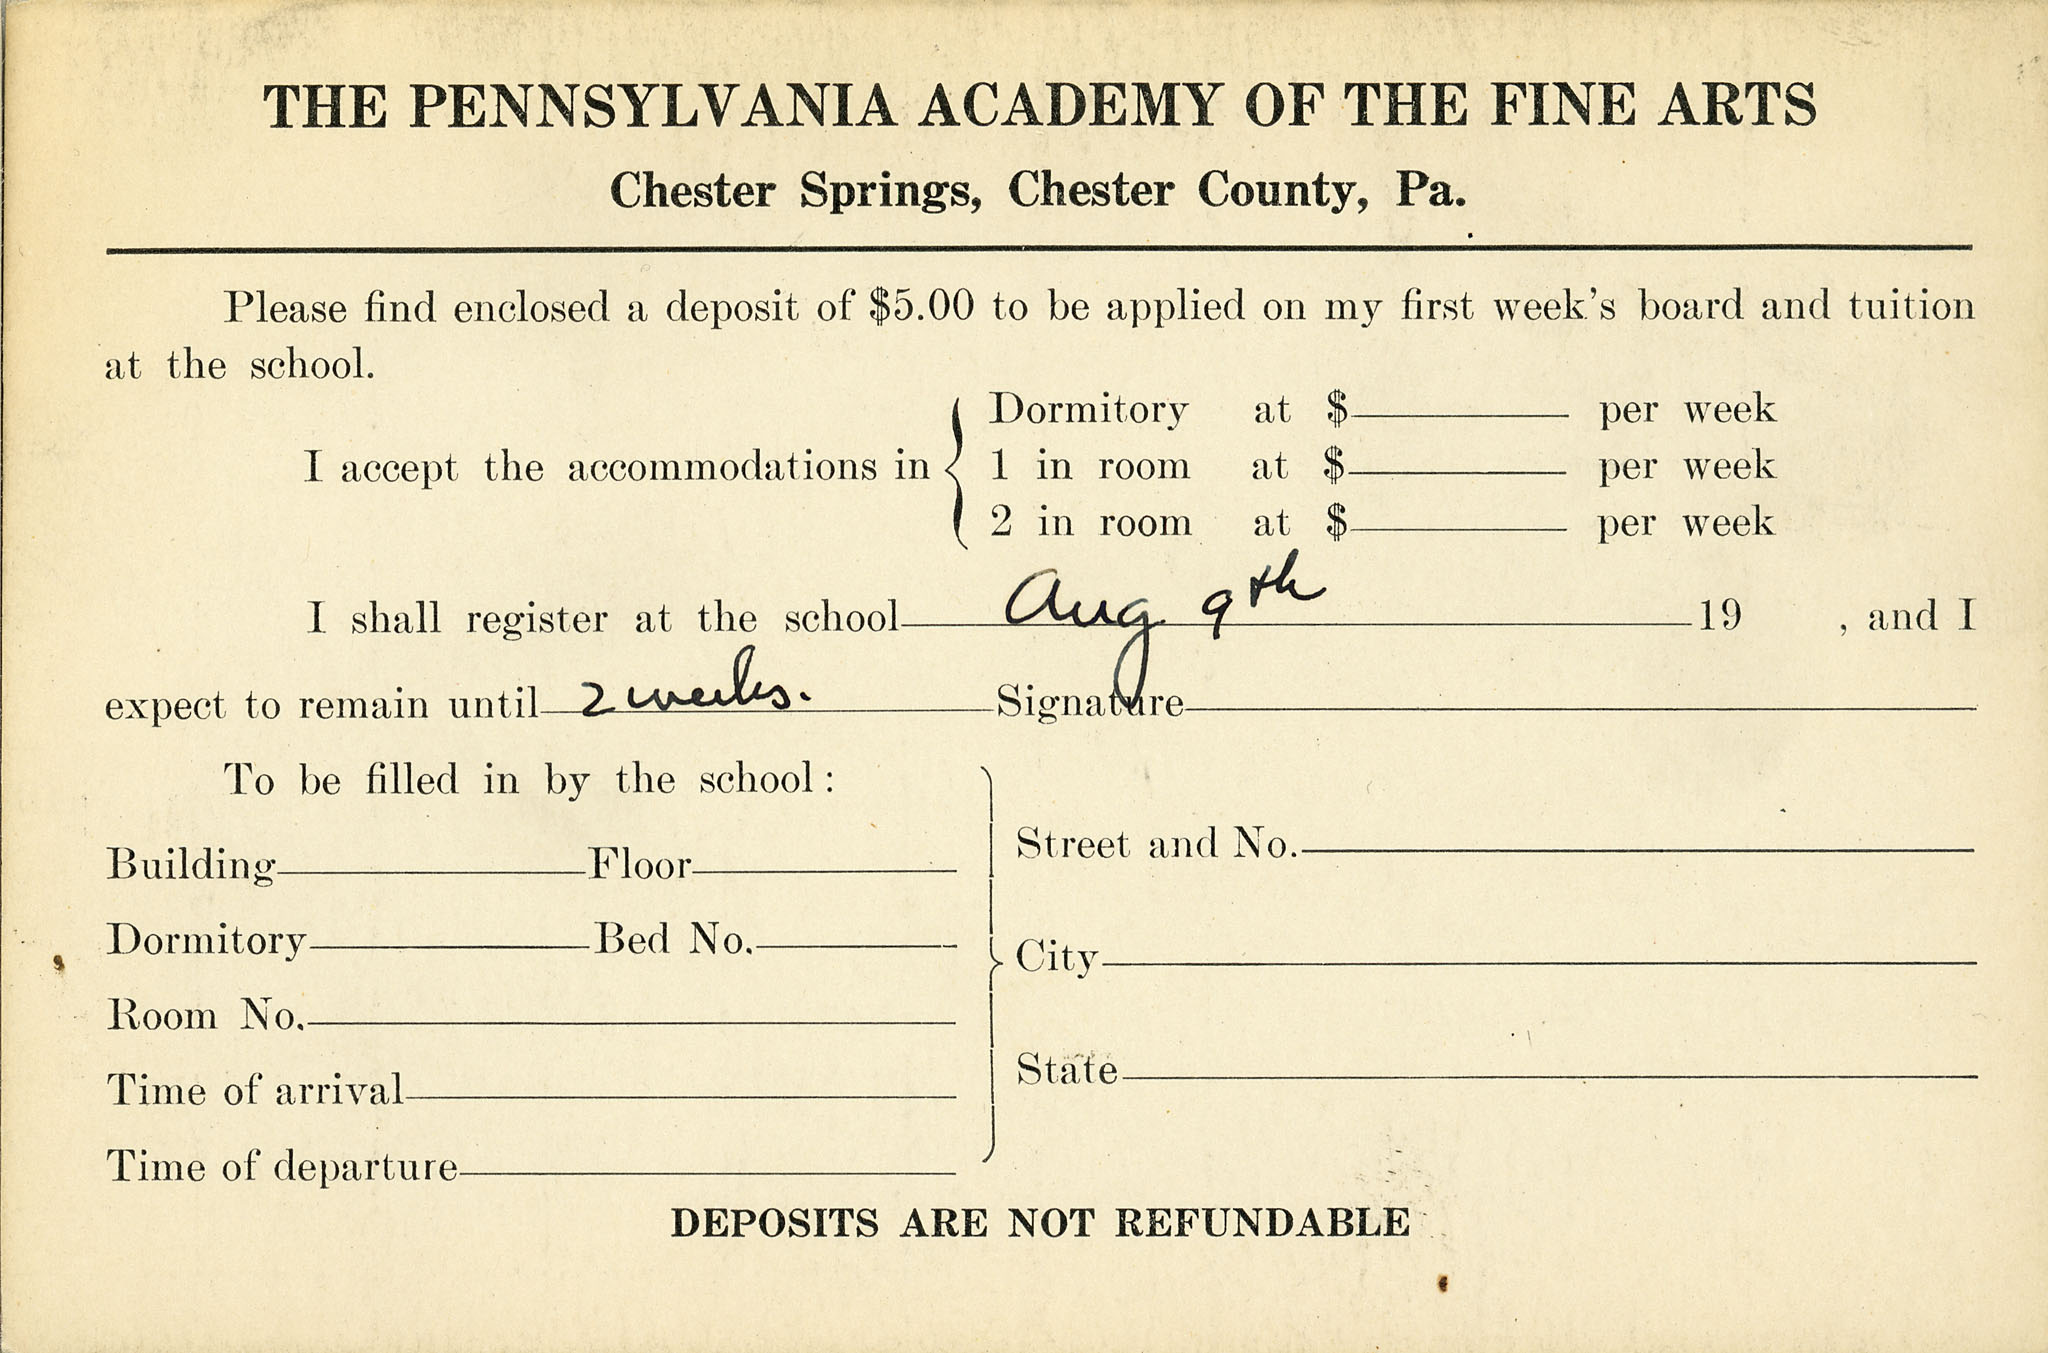 THE PENNSYLVANIA ACADEMY OF THE FINE ARTS
Chester Springs, Chester County, Pa.
Please find enclosed a deposit of $5.00 to be applied on my first week's board and tuition
at the school.
Dormitory at $ per week
I accept the accommodations in 1 in room at $ per week
2 in room at $ per week
I shall register at the school Aug 9th 19 , and I
expect to remain until 2 weeks. Signature
To be filled in by the school:
Building Floor
Dormitory Bed No.
Room No.
Time of arrival
Time of departure
Street and No.
City
State
DEPOSITS ARE NOT REFUNDABLE